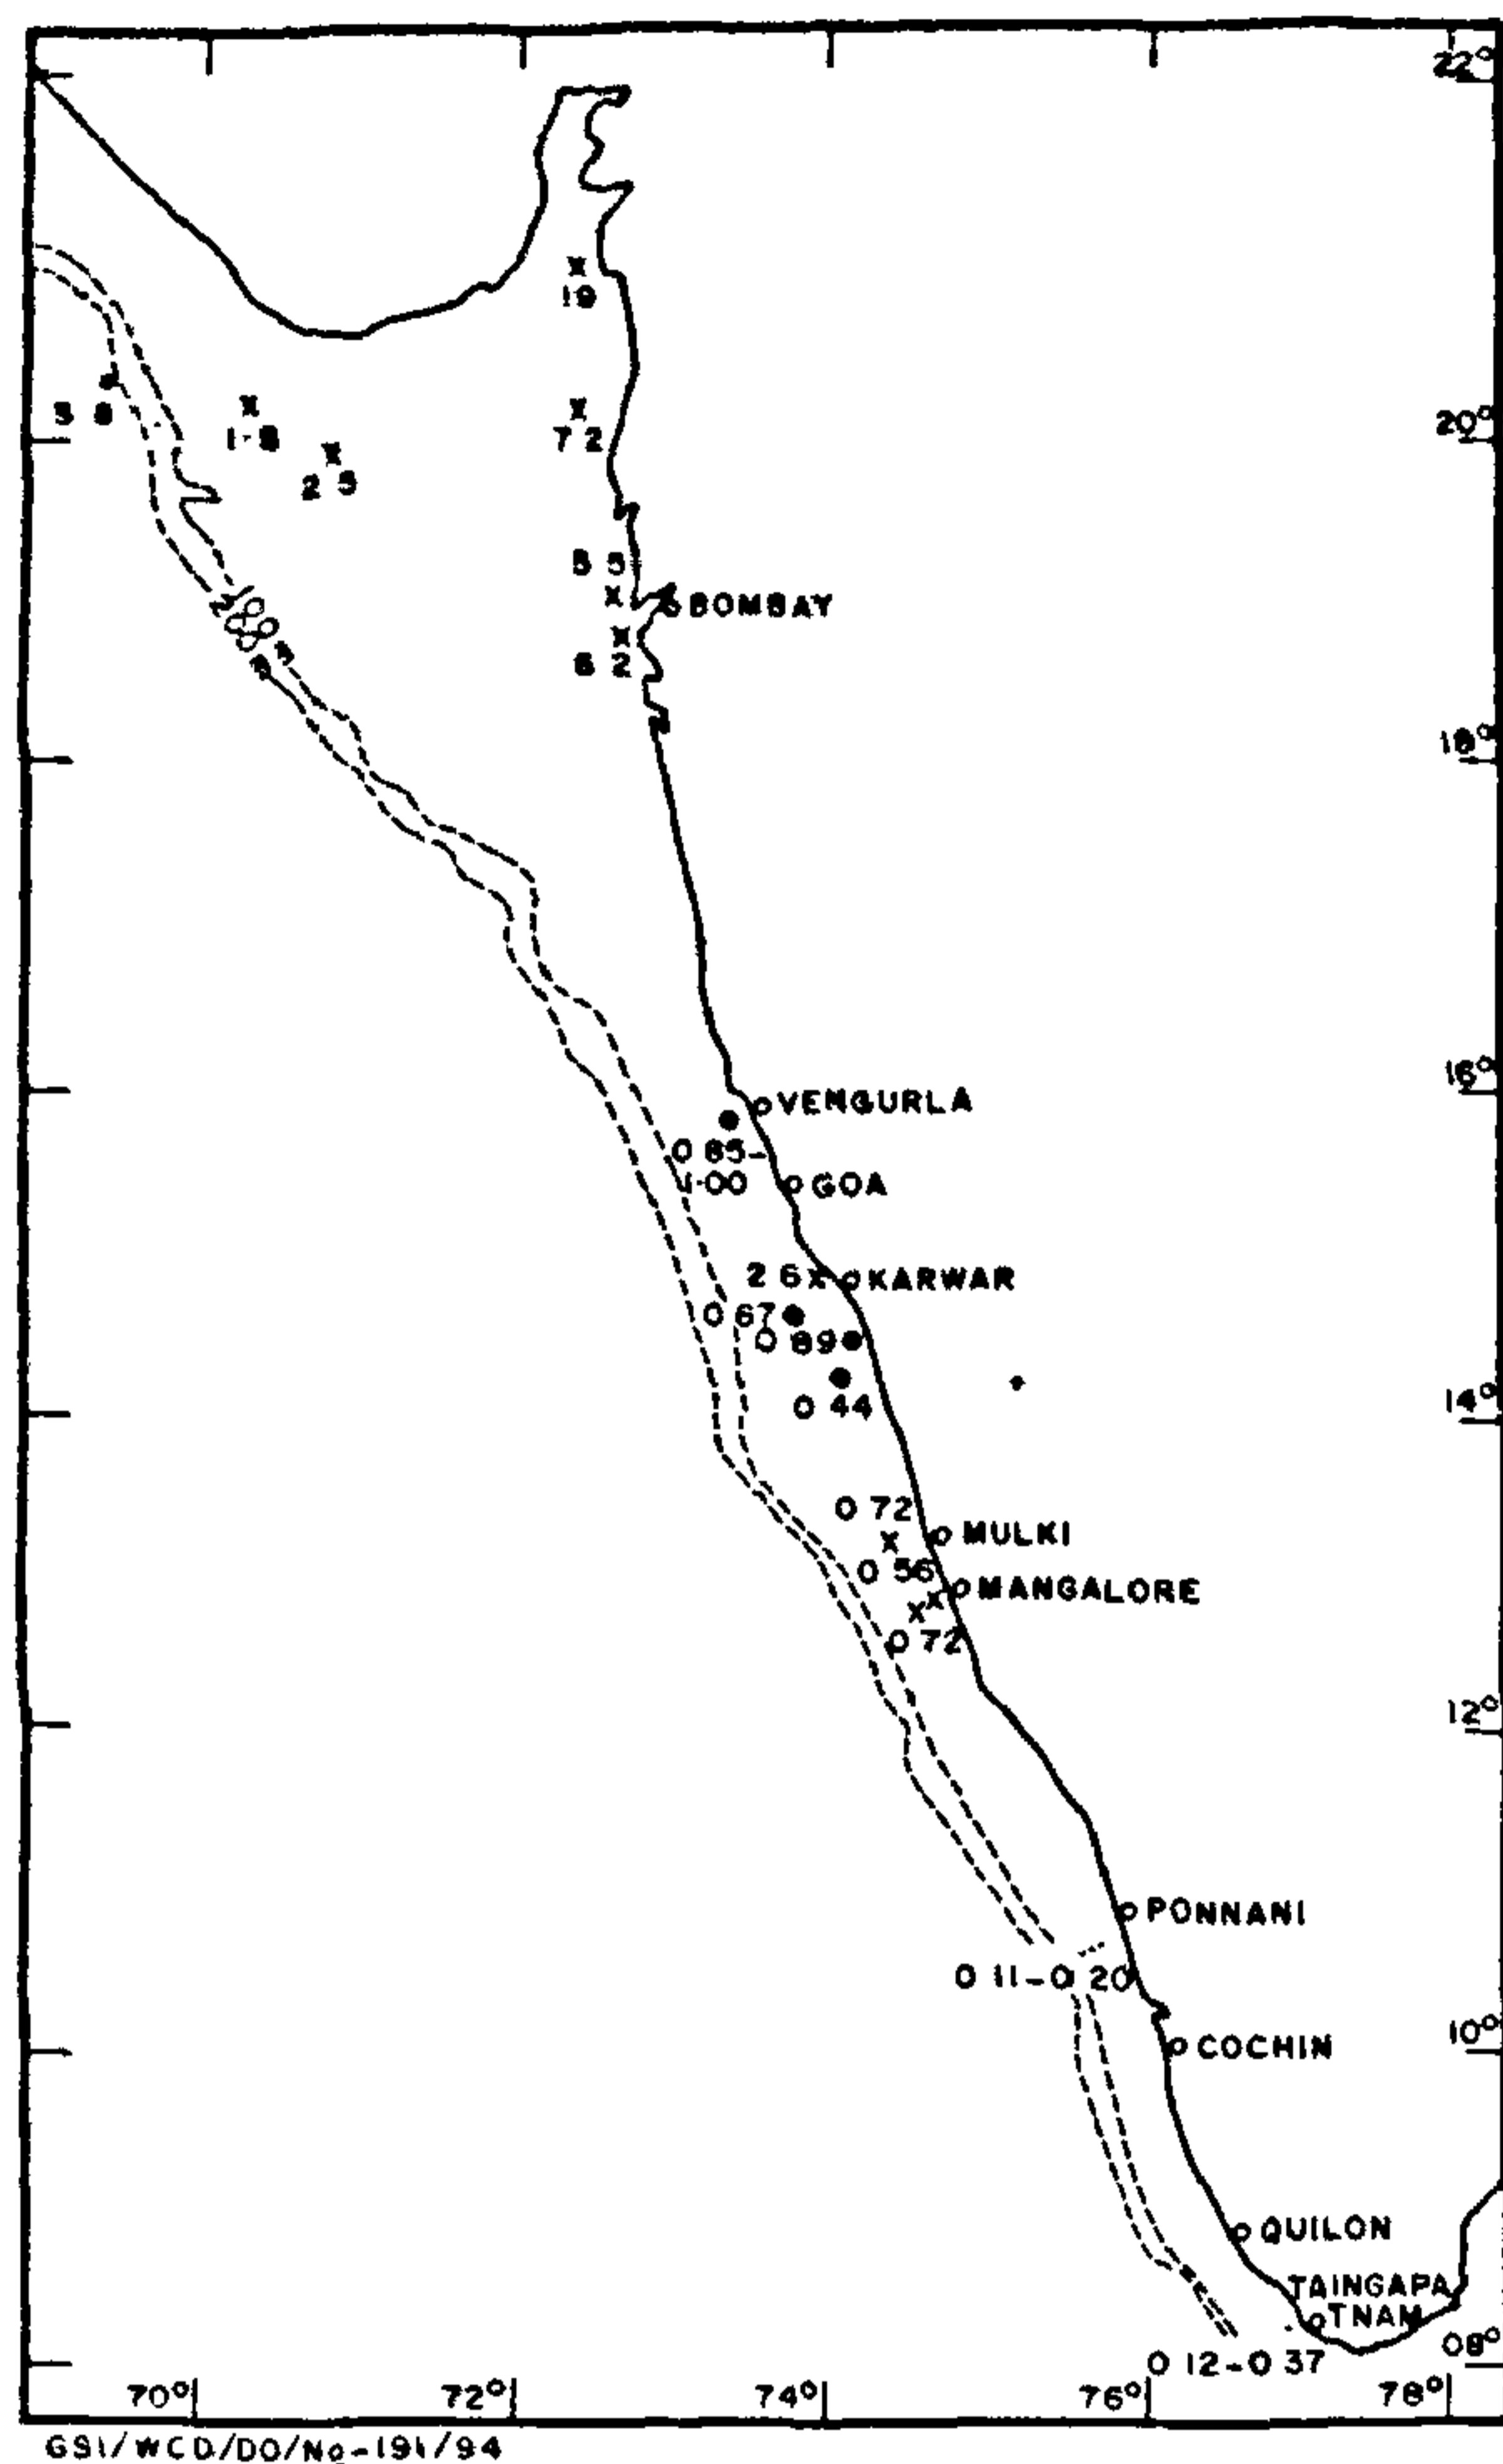 22°
19
20°
1·8
7 2
2 5
5 5
BOMBAY
6 2
18°
16°
VENGURLA
0 85-
1·00
GOA
2 6
KARWAR
0 67
0 89
14°
0 44
0 72
MULKI
0 56
MANGALORE
0 72
12°
PONNANI
0 11-0 20
10°
COCHIN
QUILON
TAINGAPA
TNAM
08°
0 12-0 37
70°
72°
74°
76°
78°
GSI/WCD/DO/No-191/94